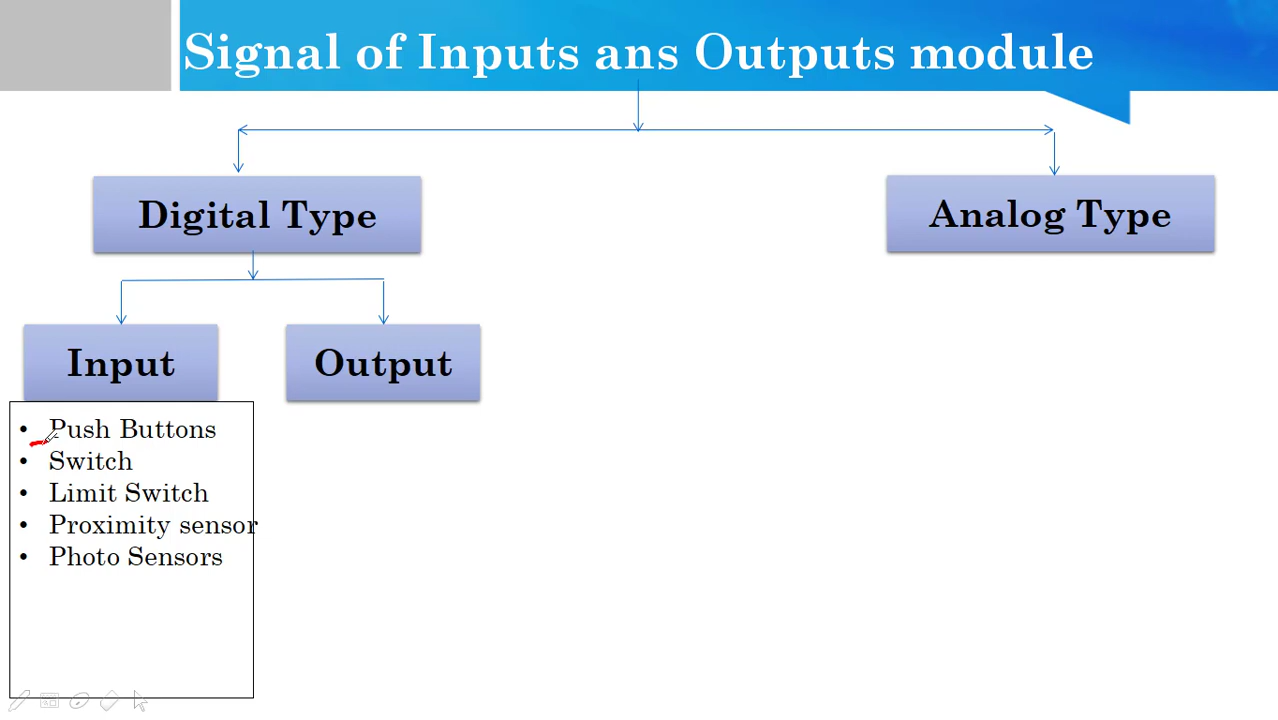 Signal of Inputs ans Outputs module
Digital Type
Analog Type
Input
Output
• Push Buttons
• Switch
• Limit Switch
• Proximity sensor
• Photo Sensors